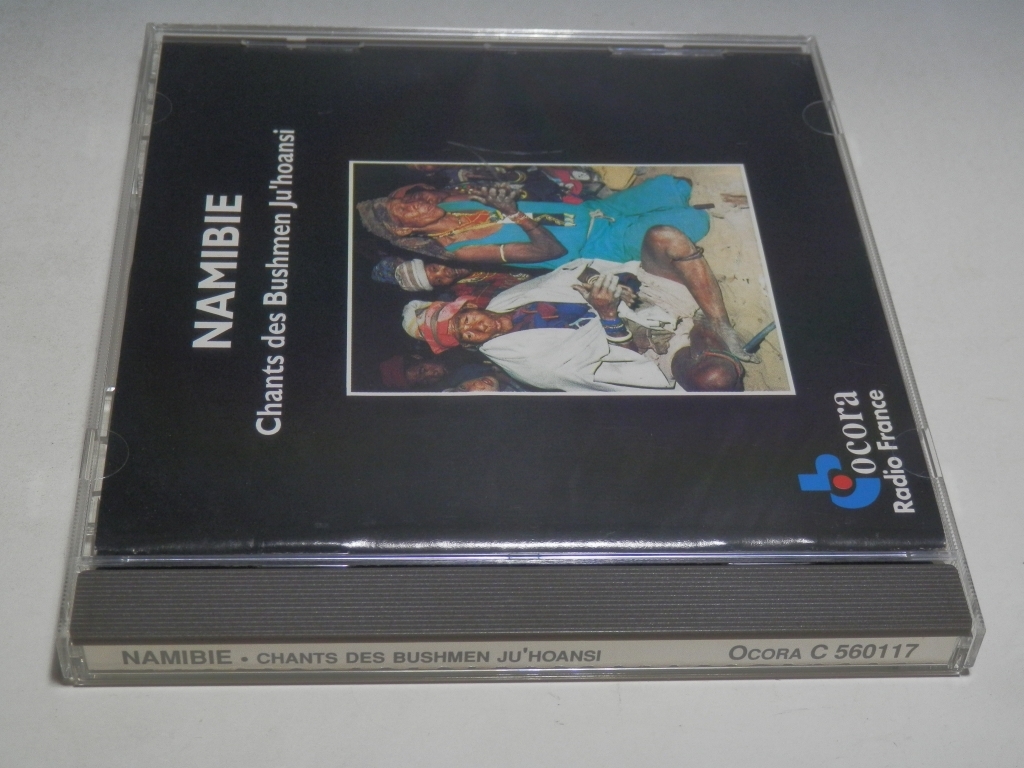 NAMIBIE
Chants des Bushmen Ju'hoansi
ocora
Radio France
NAMIBIE • CHANTS DES BUSHMEN JU'HOANSI OCORA C 560117